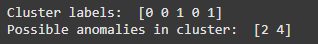 Cluster labels:  [0 0 1 0 1]
Possible anomalies in cluster:  [2 4]